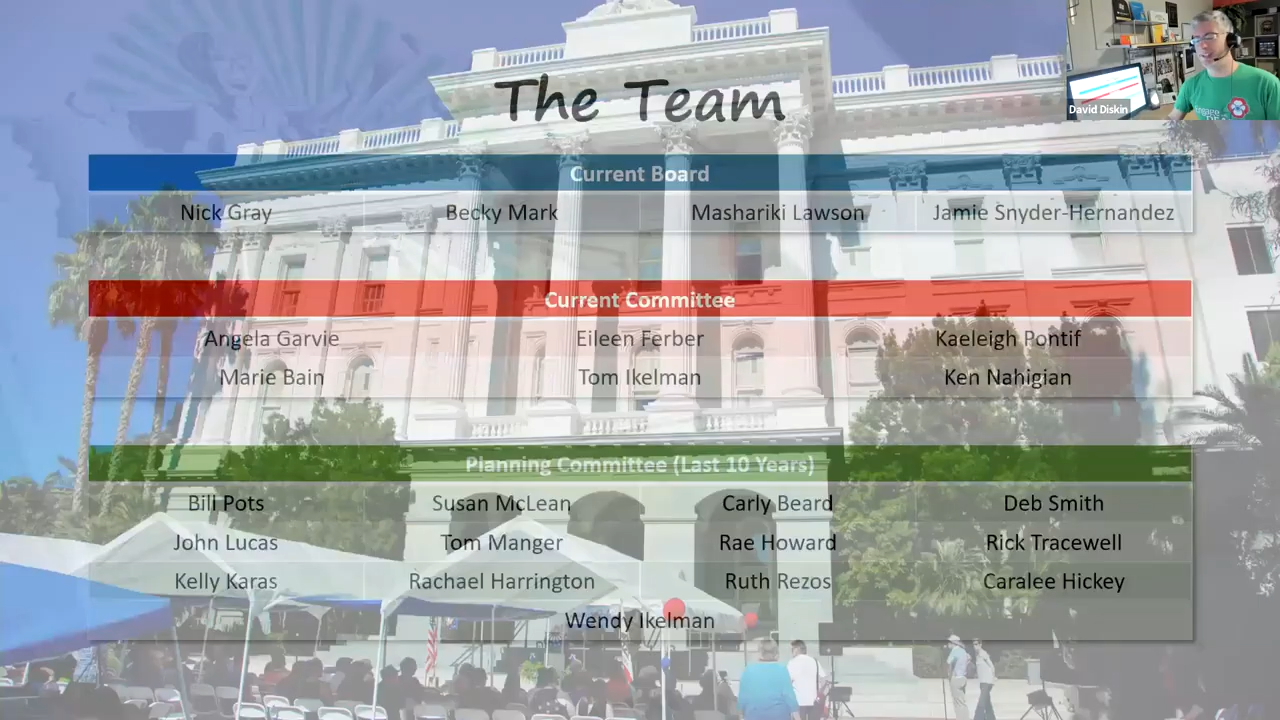 The Team
David Diskin
Current Board
Nick Gray Becky Mark Mashariki Lawson Jamie Snyder-Hernandez
Current Committee
Angela Garvie Eileen Ferber Kaeleigh Pontif
Marie Bain Tom Ikelman Ken Nahigian
Planning Committee (Last 10 Years)
Bill Pots Susan McLean Carly Beard Deb Smith
John Lucas Tom Manger Rae Howard Rick Tracewell
Kelly Karas Rachael Harrington Ruth Rezos Caralee Hickey
Wendy Ikelman